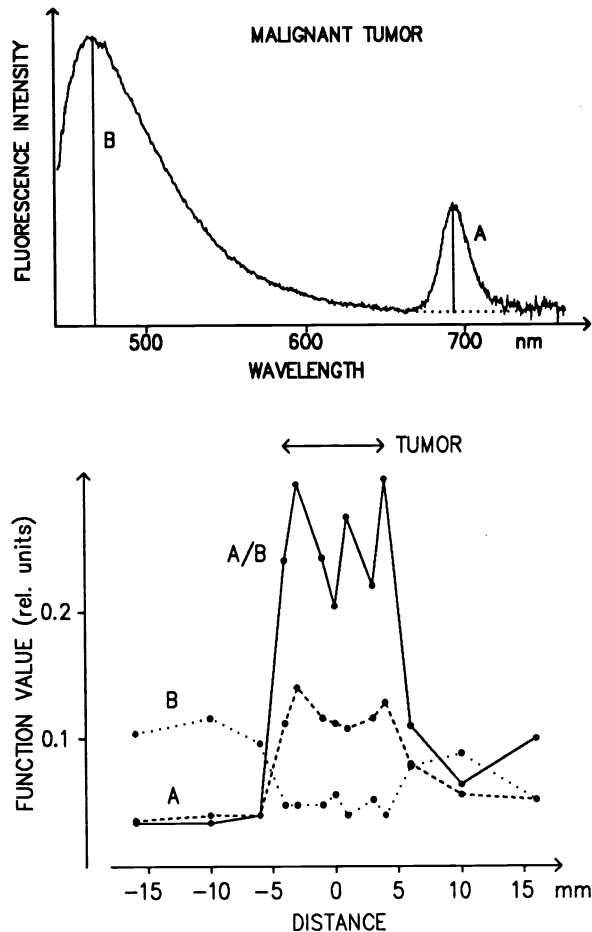 MALIGNANT TUMOR
FLUORESCENCE INTENSITY
B
A
500 600 700 nm
WAVELENGTH
TUMOR
A/B
FUNCTION VALUE (rel. units)
0.2
B
0.1
A
-15 -10 -5 0 5 10 15 mm
DISTANCE